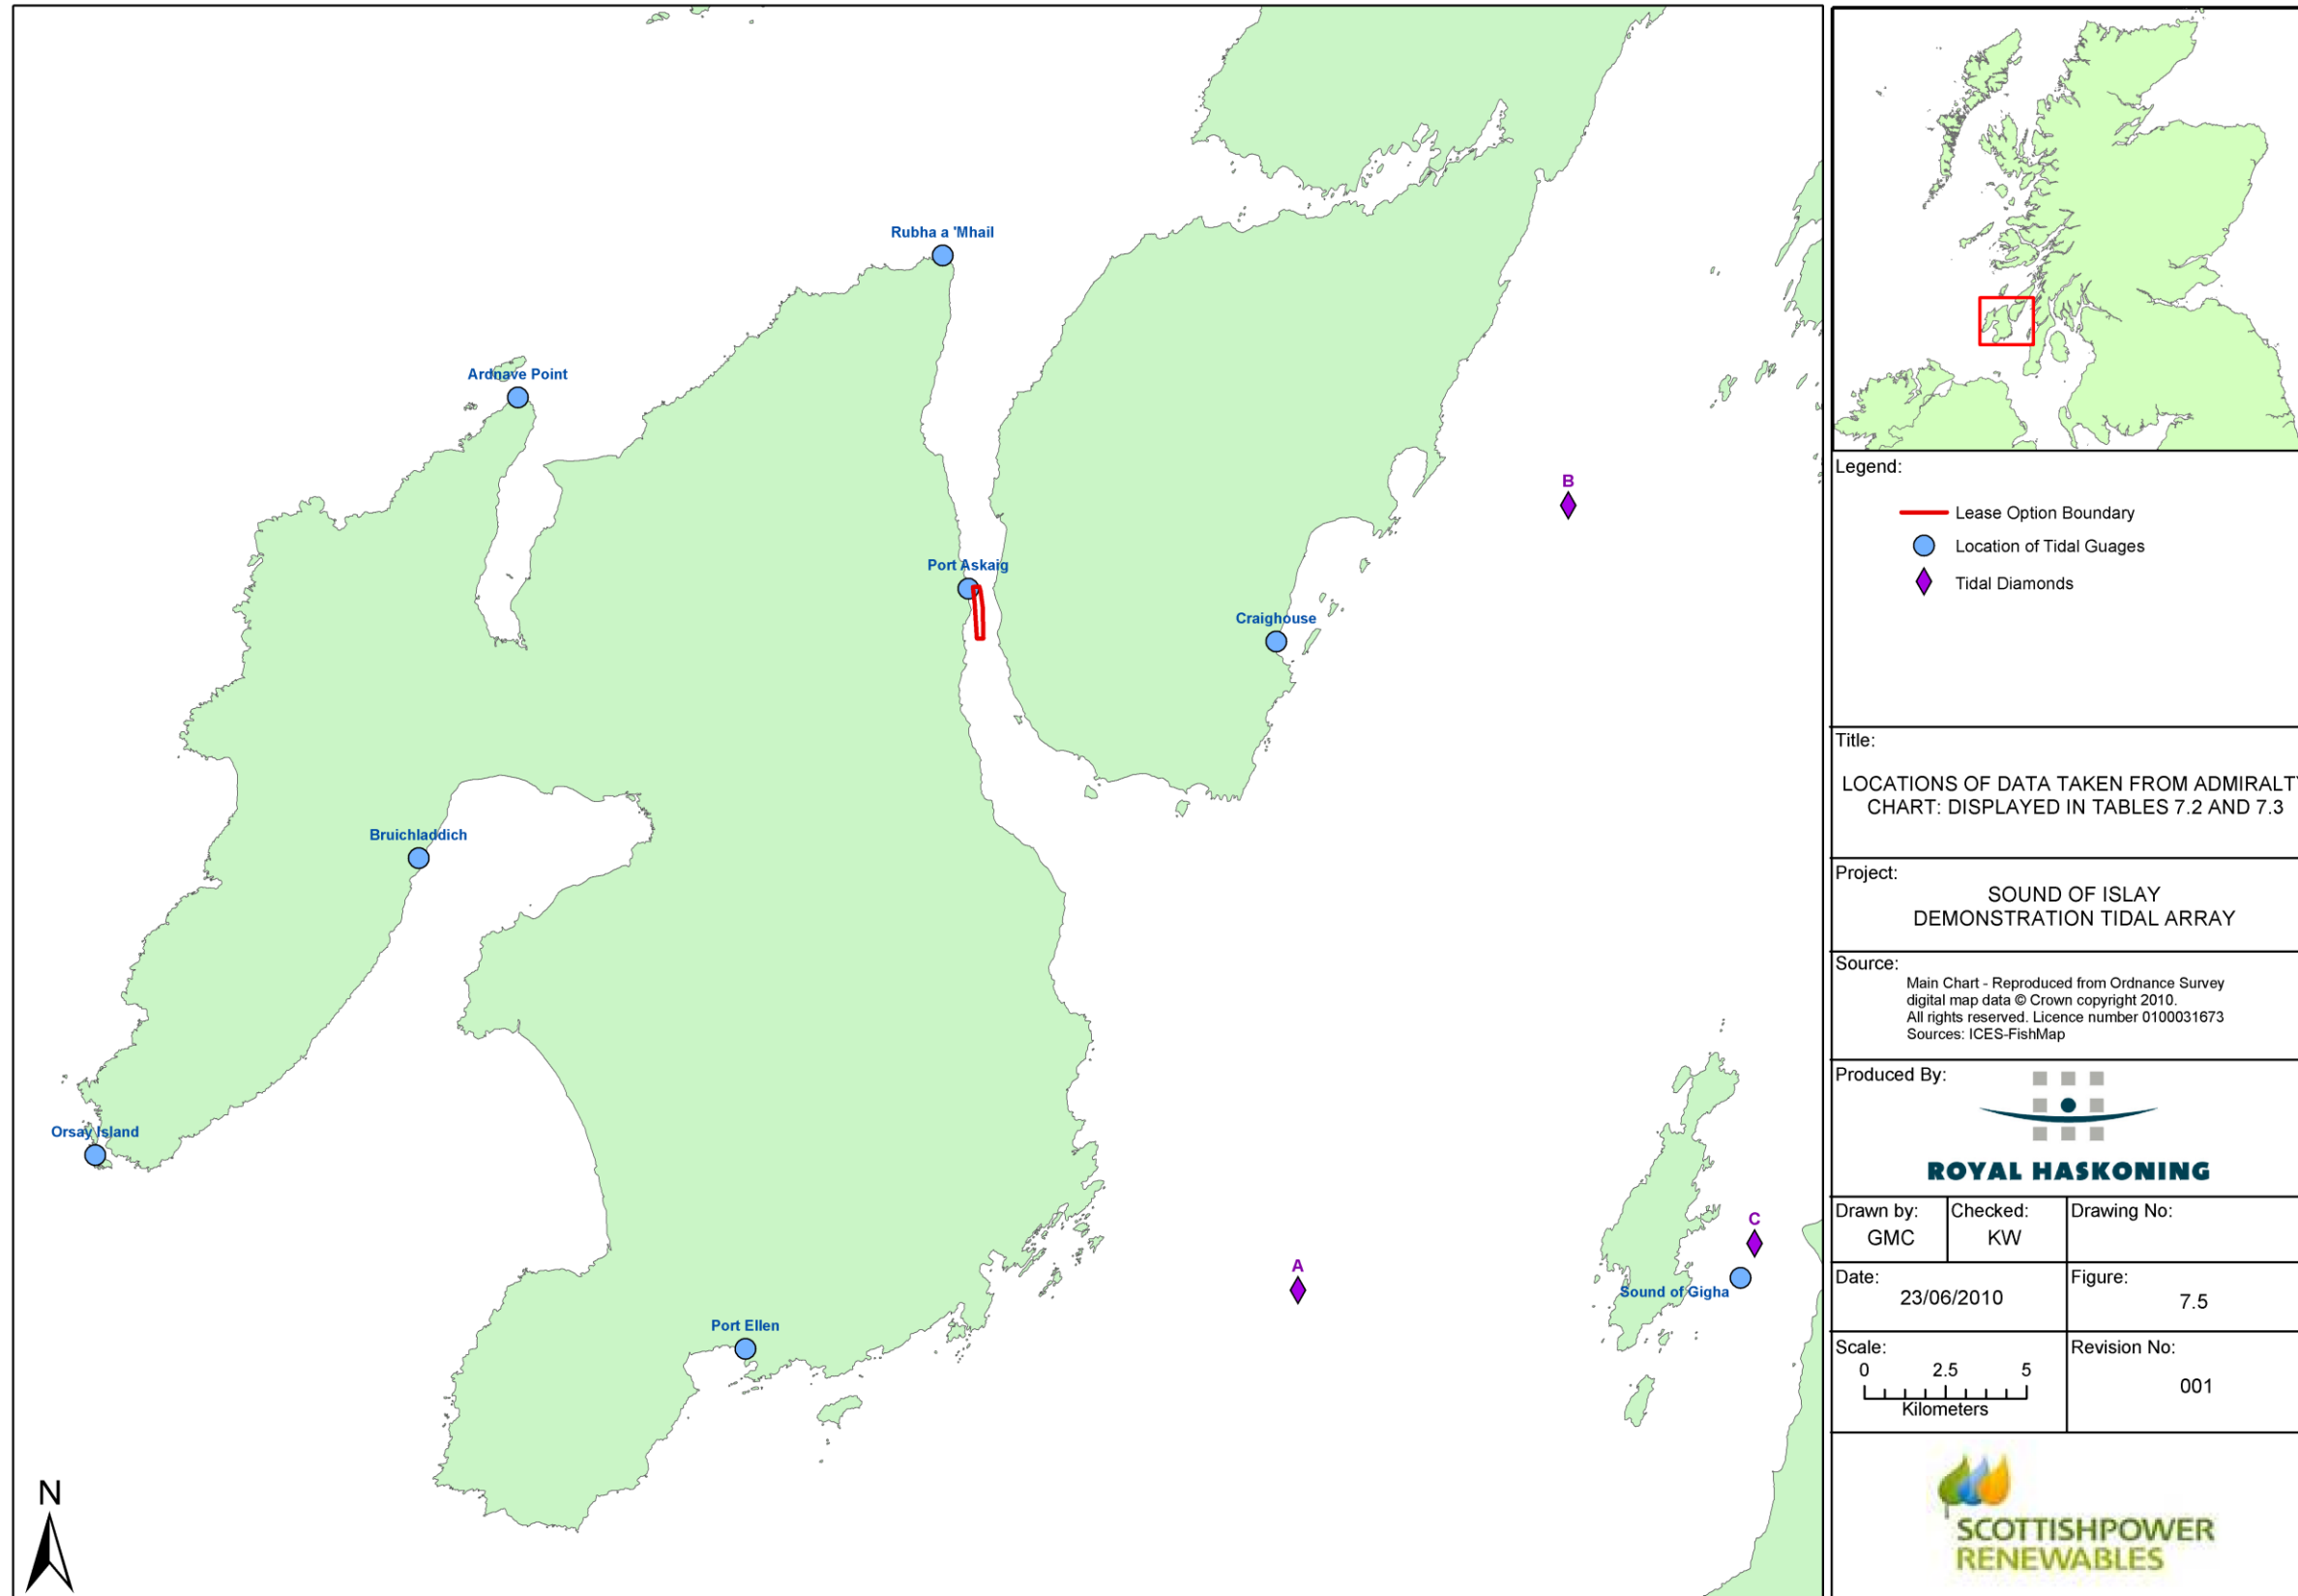 Rubha a 'Mhail
Ardnave Point
B
Port Askaig
Craighouse
Bruichladdich
Orsay Island
C
A
Sound of Gigha
Port Ellen
N
Legend:
Lease Option Boundary
Location of Tidal Guages
Tidal Diamonds
Title:
LOCATIONS OF DATA TAKEN FROM ADMIRALTY
CHART: DISPLAYED IN TABLES 7.2 AND 7.3
Project:
SOUND OF ISLAY
DEMONSTRATION TIDAL ARRAY
Source:
Main Chart - Reproduced from Ordnance Survey
digital map data © Crown copyright 2010.
All rights reserved. Licence number 0100031673
Sources: ICES-FishMap
Produced By:
ROYAL HASKONING
Drawn by:
GMC
Checked:
KW
Drawing No:
Date:
23/06/2010
Figure:
7.5
Scale:
0 2.5 5
Kilometers
Revision No:
001
SCOTTISHPOWER
RENEWABLES